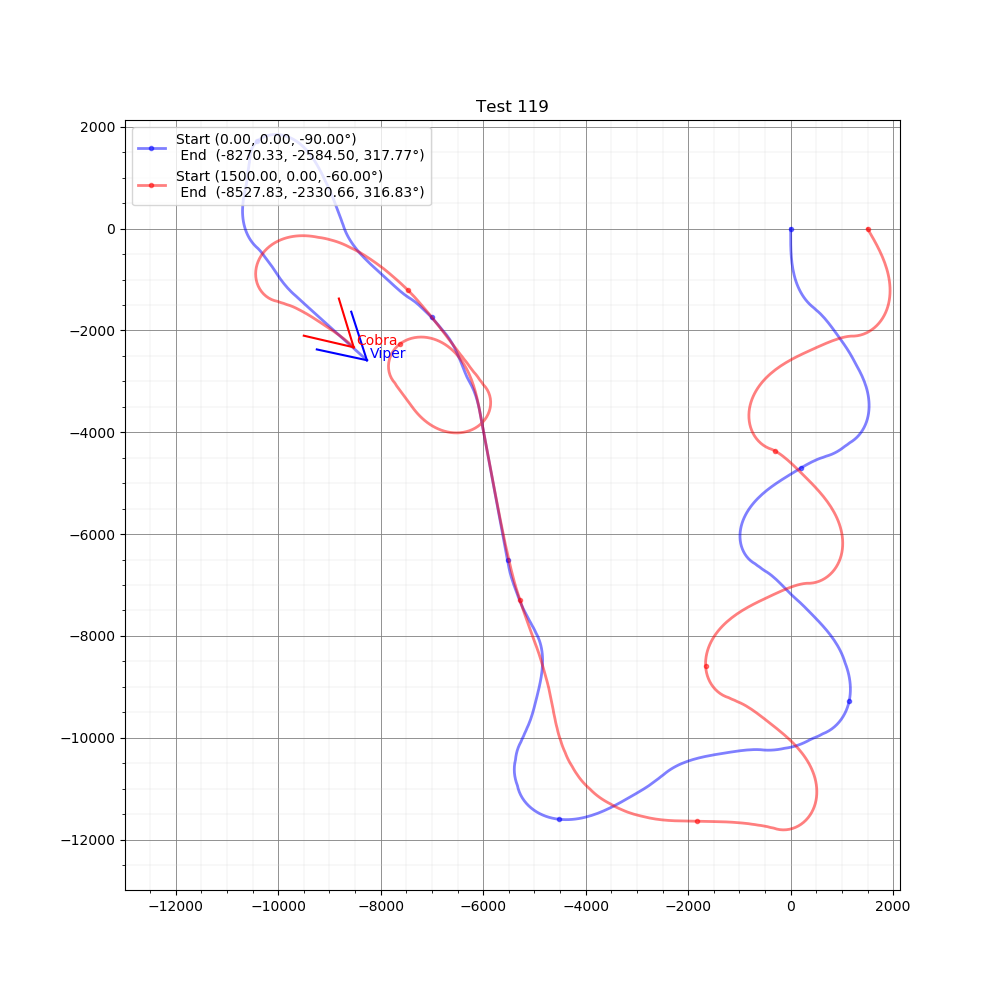 Test 119
Start (0.00, 0.00, -90.00°)
End (-8270.33, -2584.50, 317.77°)
Start (1500.00, 0.00, -60.00°)
End (-8527.83, -2330.66, 316.83°)
2000
0
−2000
−4000
−6000
−8000
−10000
−12000
Cobra
Viper
−12000 −10000 −8000 −6000 −4000 −2000 0 2000